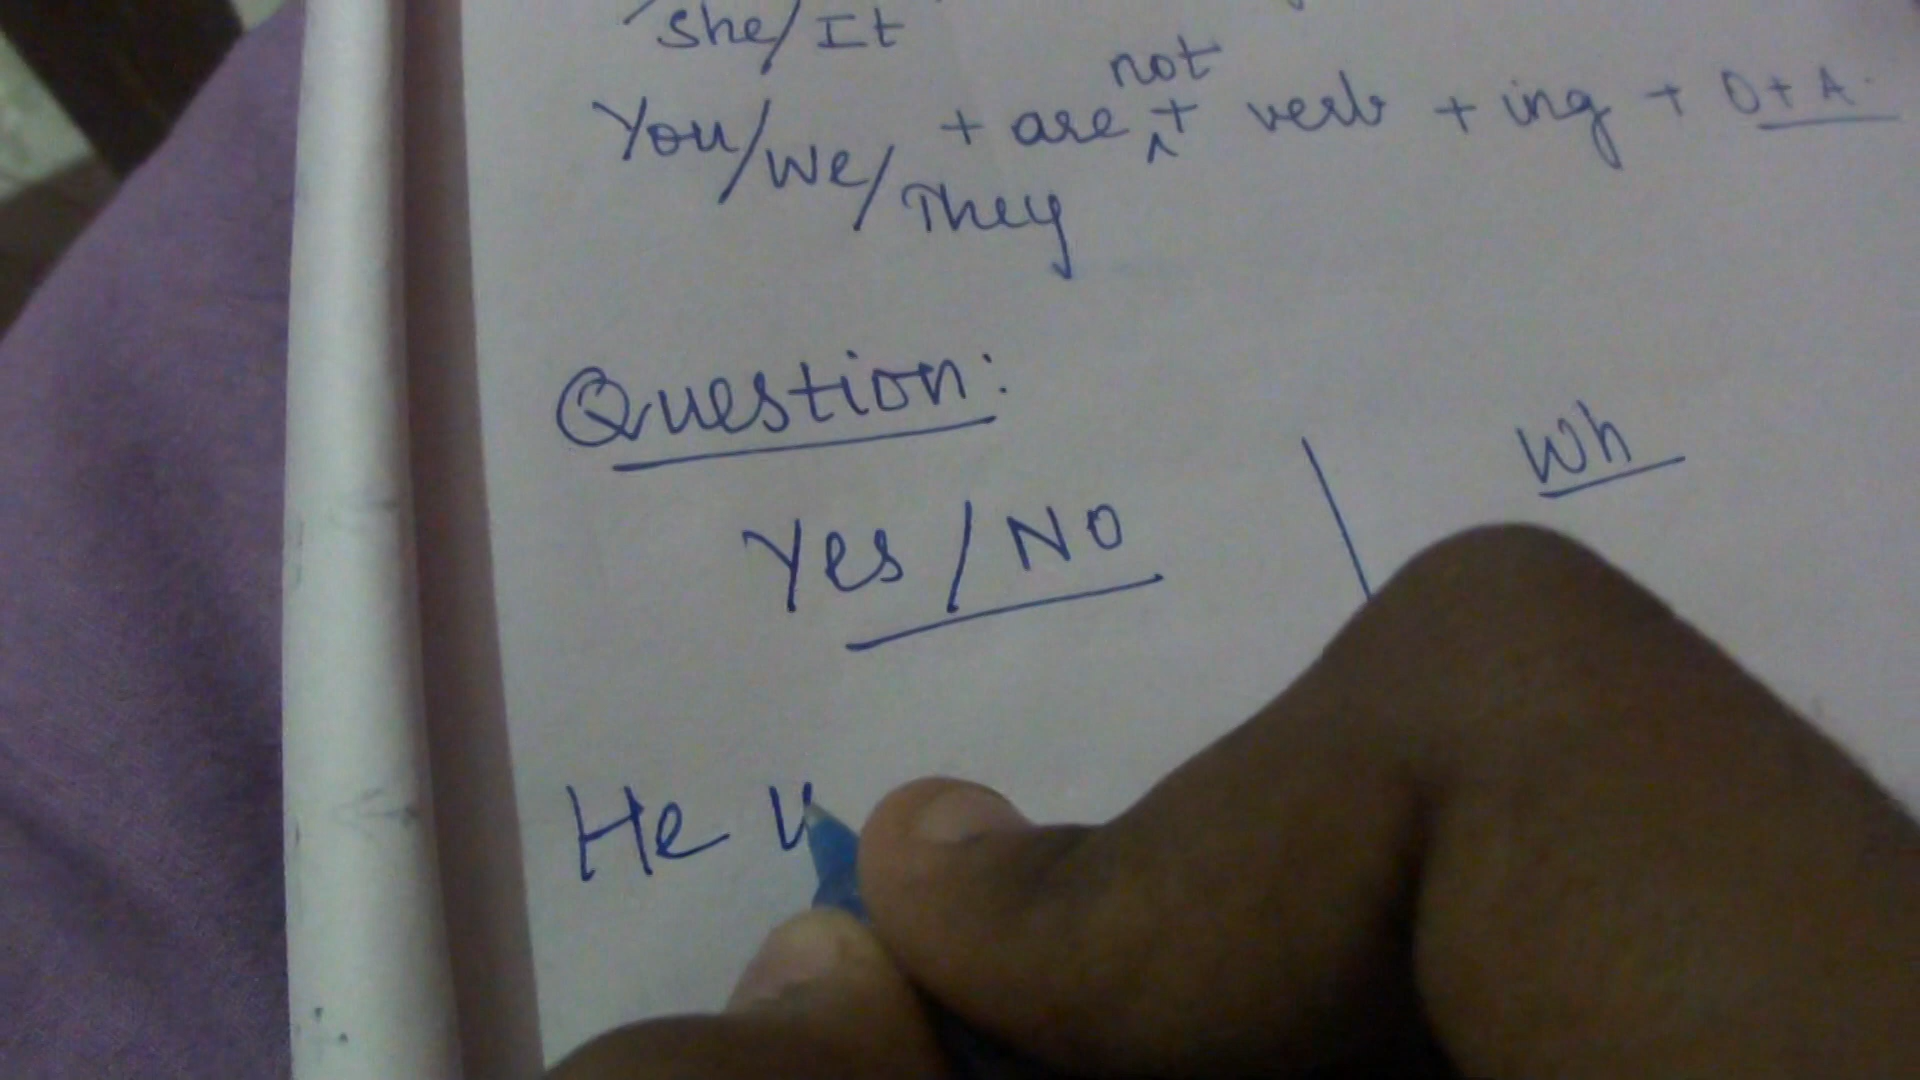 She/It
not
You/We/They + are + verb + ing + O+A.
Question:
Yes/NO
Wh
He